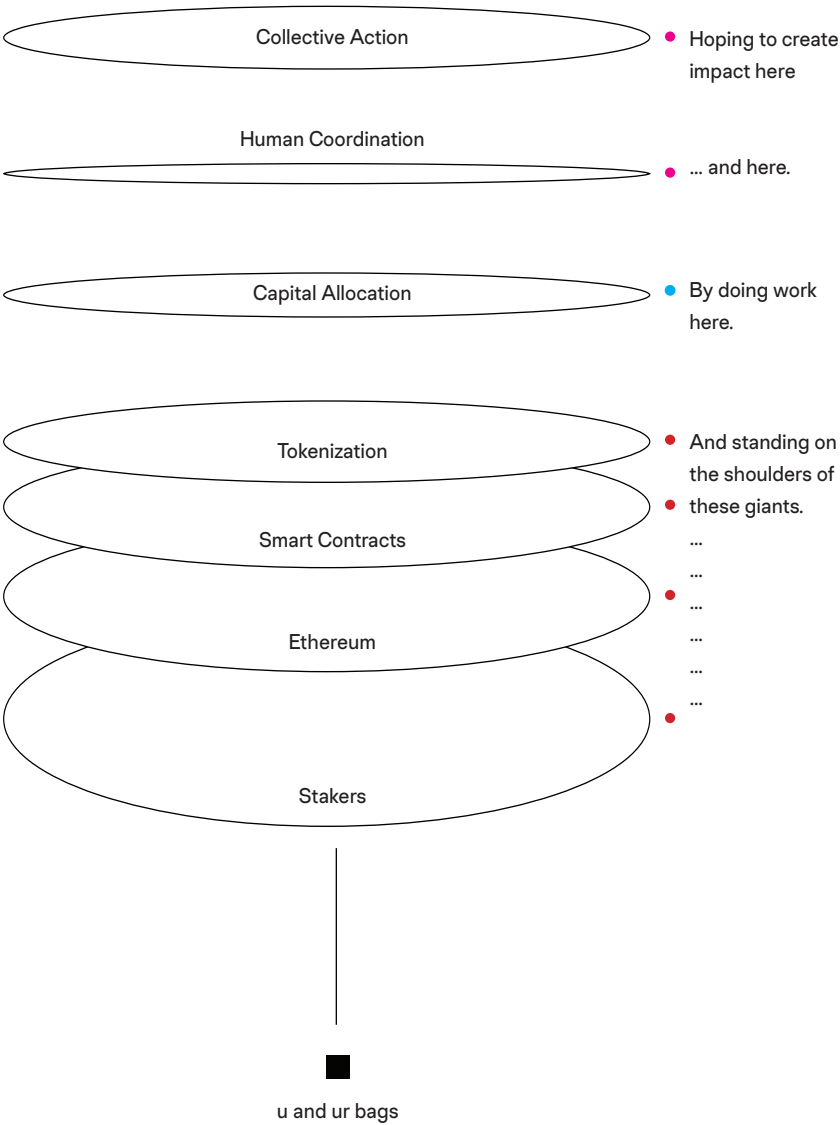 Collective Action
Hoping to create
impact here
Human Coordination
... and here.
Capital Allocation
By doing work
here.
Tokenization
And standing on
the shoulders of
these giants.
Smart Contracts
...
...
...
...
...
...
Ethereum
Stakers
u and ur bags